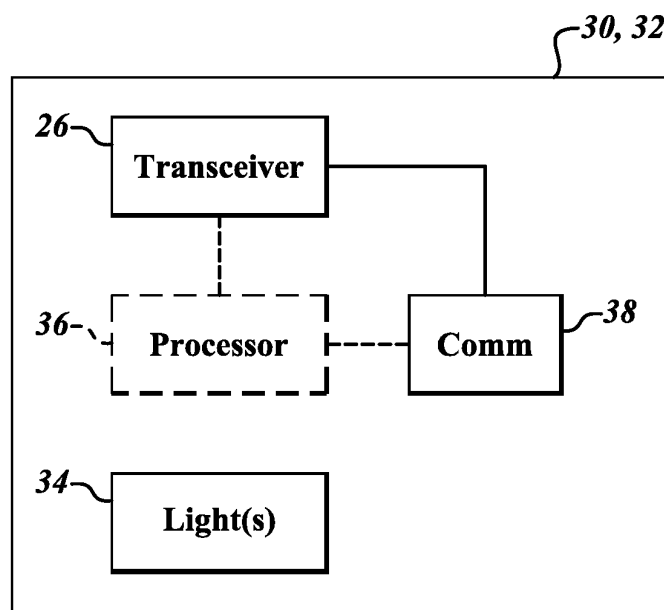 30, 32
26
Transceiver
36
Processor
Comm
38
34
Light(s)